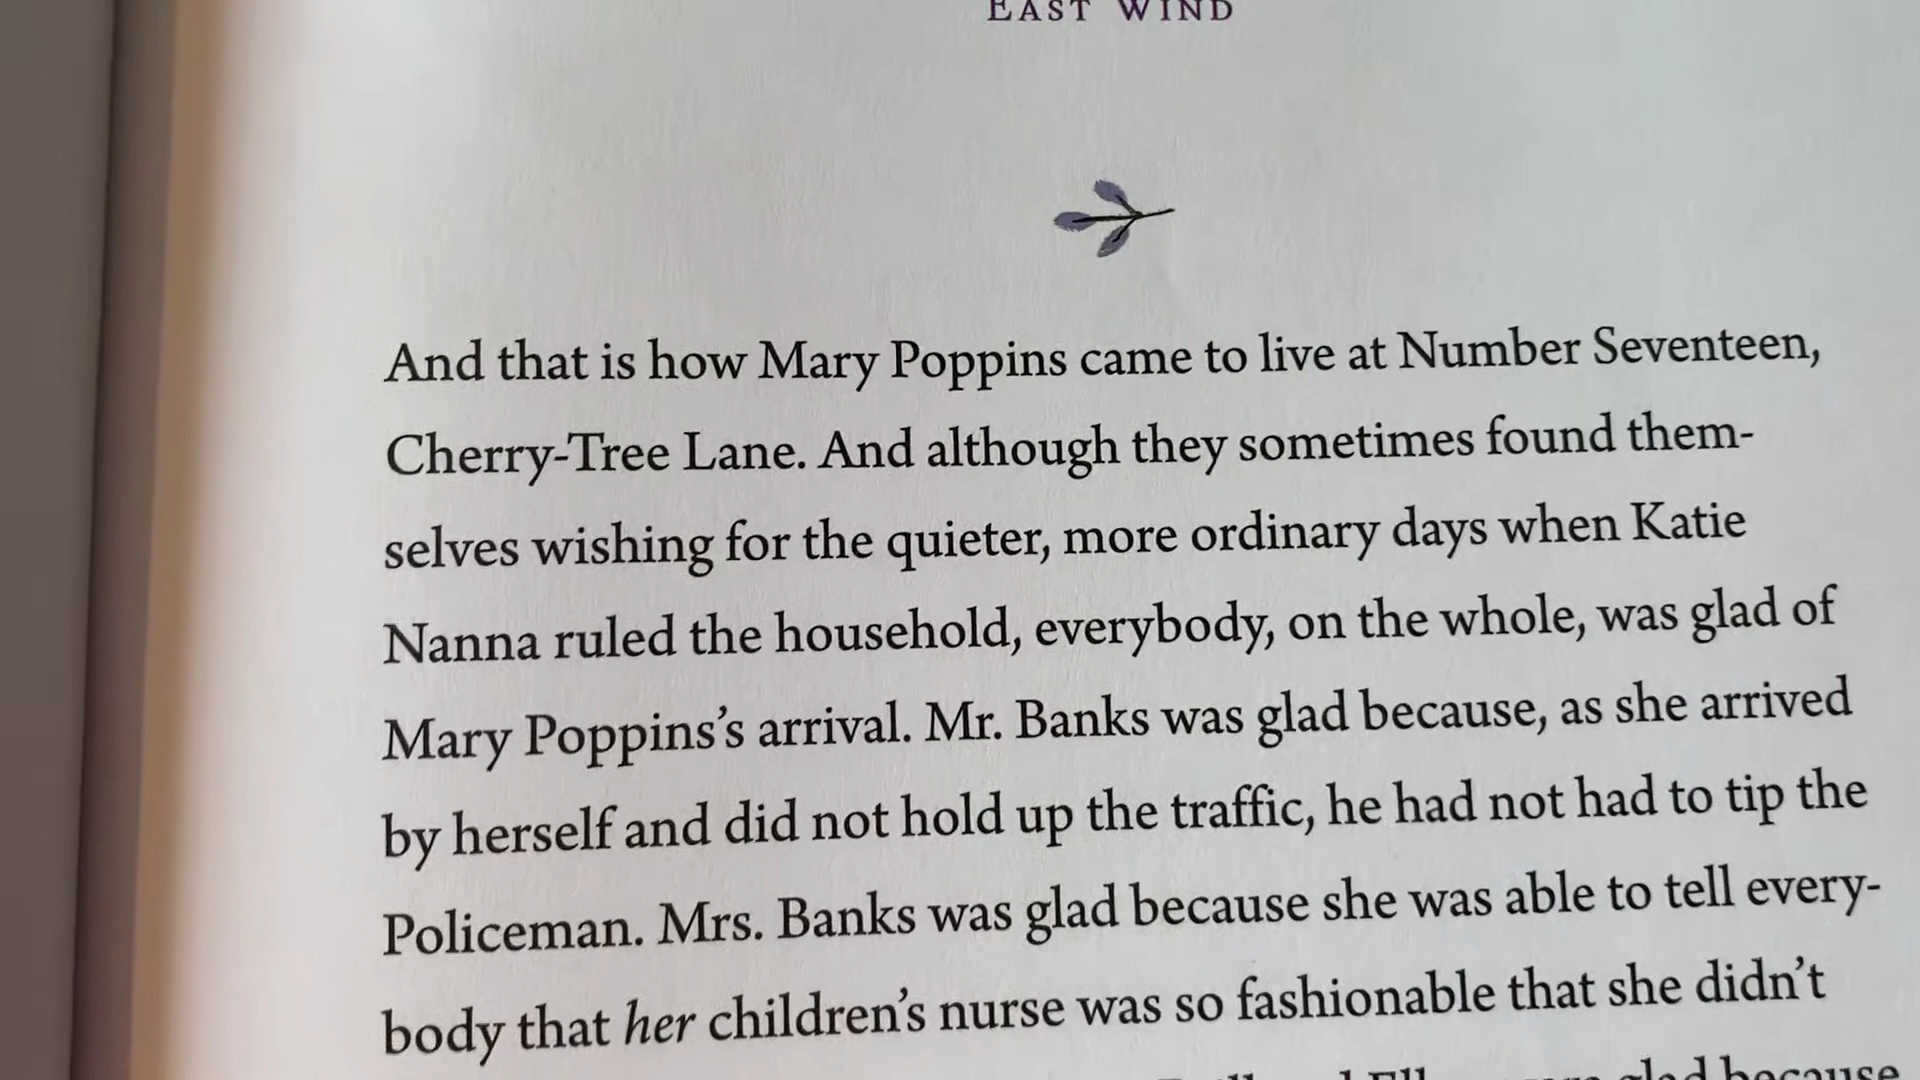 EAST WIND
And that is how Mary Poppins came to live at Number Seventeen,
Cherry-Tree Lane. And although they sometimes found them-
selves wishing for the quieter, more ordinary days when Katie
Nanna ruled the household, everybody, on the whole, was glad of
Mary Poppins’s arrival. Mr. Banks was glad because, as she arrived
by herself and did not hold up the traffic, he had not had to tip the
Policeman. Mrs. Banks was glad because she was able to tell every-
body that her children’s nurse was so fashionable that she didn’t
glad because